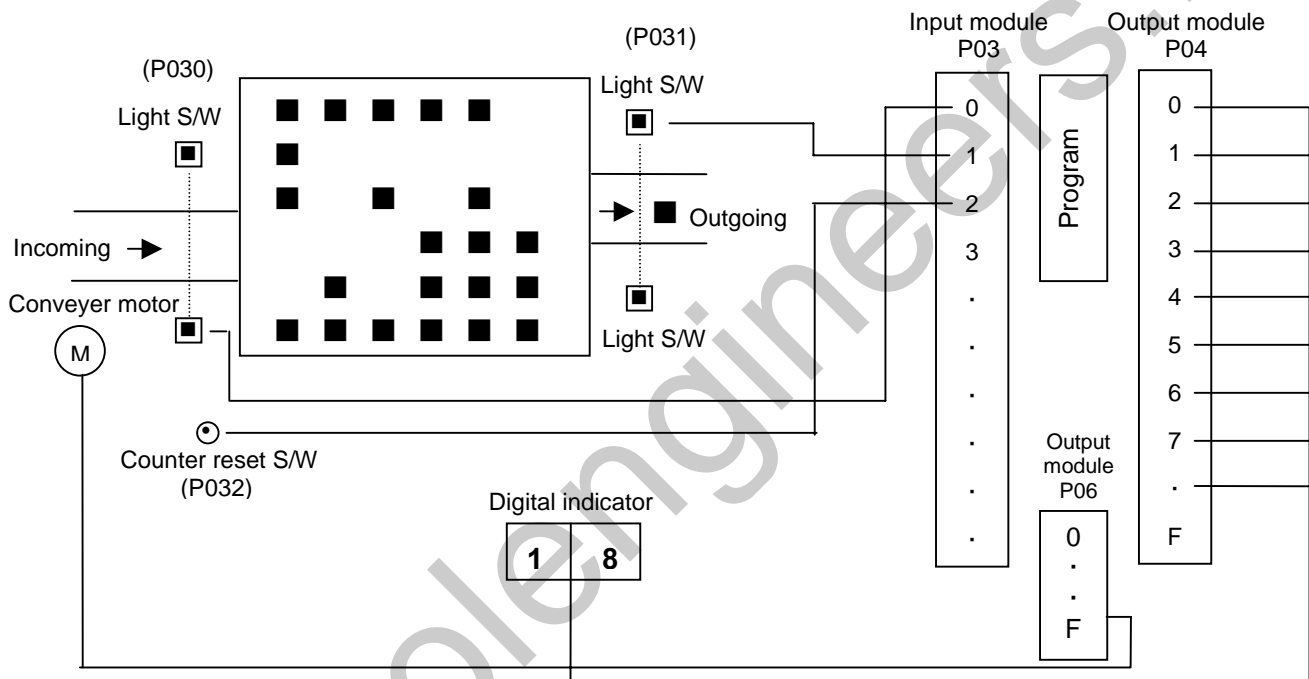 (P030)
Light S/W
(P031)
Light S/W
Incoming
Conveyer motor
M
Outgoing
Light S/W
Counter reset S/W
(P032)
Digital indicator
1 8
Input module
P03
0
1
2
3
.
.
.
.
.
.
Program
Output module
P04
0
1
2
3
4
5
6
7
.
F
Output
module
P06
0
.
.
F